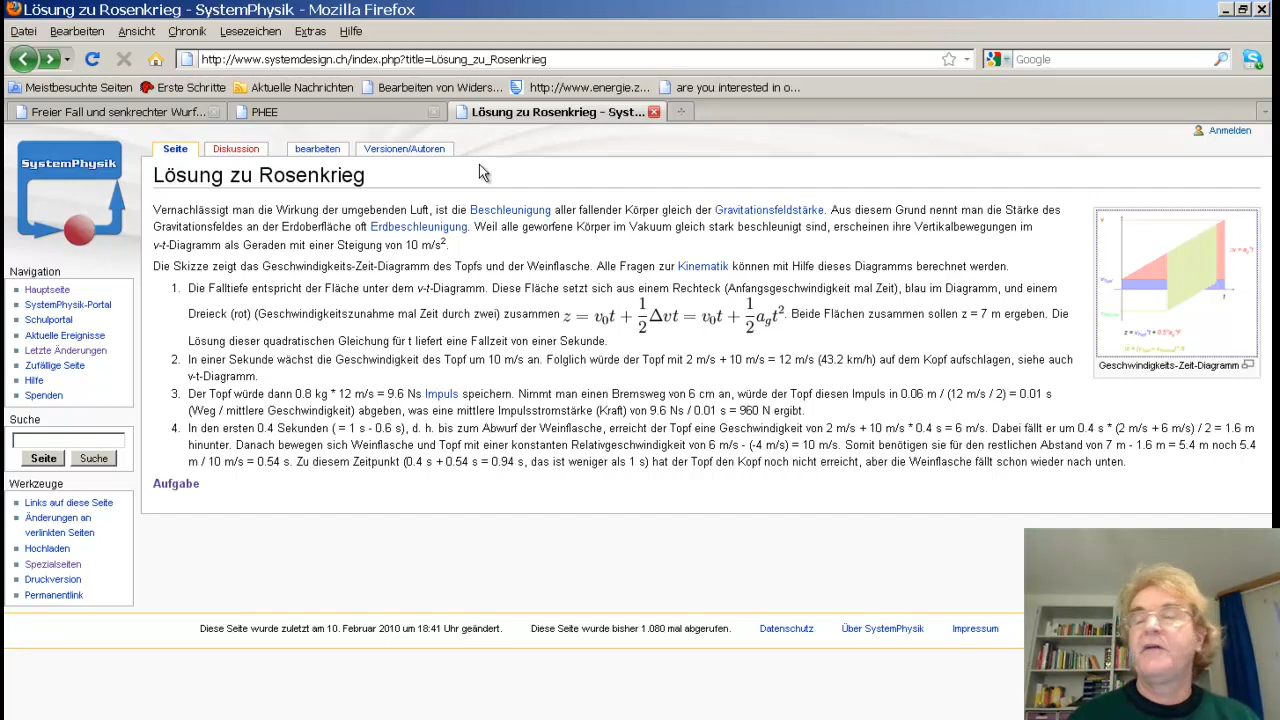 Lösung zu Rosenkrieg - SystemPhysik - Mozilla Firefox
Datei Bearbeiten Ansicht Chronik Lesezeichen Extras Hilfe
http://www.systemdesign.ch/index.php?title=Lösung_zu_Rosenkrieg
Google
Meistbesuchte Seiten Erste Schritte Aktuelle Nachrichten Bearbeiten von Widers... http://www.energie.z... are you interested in o...
Freier Fall und senkrechter Wurf... PHEE Lösung zu Rosenkrieg - Syst...
Anmelden
SystemPhysik
Seite Diskussion bearbeiten Versionen/Autoren
Lösung zu Rosenkrieg
Vernachlässigt man die Wirkung der umgebenden Luft, ist die Beschleunigung aller fallender Körper gleich der Gravitationsfeldstärke. Aus diesem Grund nennt man die Stärke des
Gravitationsfeldes an der Erdoberfläche oft Erdbeschleunigung. Weil alle geworfene Körper im Vakuum gleich stark beschleunigt sind, erscheinen ihre Vertikalbewegungen im
v-t-Diagramm als Geraden mit einer Steigung von 10 m/s².
Die Skizze zeigt das Geschwindigkeits-Zeit-Diagramm des Topfs und der Weinflasche. Alle Fragen zur Kinematik können mit Hilfe dieses Diagramms berechnet werden.
1. Die Falltiefe entspricht der Fläche unter dem v-t-Diagramm. Diese Fläche setzt sich aus einem Rechteck (Anfangsgeschwindigkeit mal Zeit), blau im Diagramm, und einem
Dreieck (rot) (Geschwindigkeitszunahme mal Zeit durch zwei) zusammen z = v₀t + 1/2 Δvt = v₀t + 1/2 a_g t². Beide Flächen zusammen sollen z = 7 m ergeben. Die
Lösung dieser quadratischen Gleichung für t liefert eine Fallzeit von einer Sekunde.
2. In einer Sekunde wächst die Geschwindigkeit des Topf um 10 m/s an. Folglich würde der Topf mit 2 m/s + 10 m/s = 12 m/s (43.2 km/h) auf dem Kopf aufschlagen, siehe auch
v-t-Diagramm.
3. Der Topf würde dann 0.8 kg * 12 m/s = 9.6 Ns Impuls speichern. Nimmt man einen Bremsweg von 6 cm an, würde der Topf diesen Impuls in 0.06 m / (12 m/s / 2) = 0.01 s
(Weg / mittlere Geschwindigkeit) abgeben, was eine mittlere Impulsstromstärke (Kraft) von 9.6 Ns / 0.01 s = 960 N ergibt.
4. In den ersten 0.4 Sekunden ( = 1 s - 0.6 s), d. h. bis zum Abwurf der Weinflasche, erreicht der Topf eine Geschwindigkeit von 2 m/s + 10 m/s * 0.4 s = 6 m/s. Dabei fällt er um 0.4 s * (2 m/s +6 m/s) / 2 = 1.6 m
hinunter. Danach bewegen sich Weinflasche und Topf mit einer konstanten Relativgeschwindigkeit von 6 m/s - (-4 m/s) = 10 m/s. Somit benötigen sie für den restlichen Abstand von 7 m - 1.6 m = 5.4 m noch 5.4
m / 10 m/s = 0.54 s. Zu diesem Zeitpunkt (0.4 s + 0.54 s = 0.94 s, das ist weniger als 1 s) hat der Topf den Kopf noch nicht erreicht, aber die Weinflasche fällt schon wieder nach unten.
Aufgabe
Geschwindigkeits-Zeit-Diagramm
Navigation
Hauptseite
SystemPhysik-Portal
Schulportal
Aktuelle Ereignisse
Letzte Änderungen
Zufällige Seite
Hilfe
Spenden
Suche
Seite Suche
Werkzeuge
Links auf diese Seite
Änderungen an
verlinkten Seiten
Hochladen
Spezialseiten
Druckversion
Permanentlink
Diese Seite wurde zuletzt am 10. Februar 2010 um 18:41 Uhr geändert. Diese Seite wurde bisher 1.080 mal abgerufen. Datenschutz Über SystemPhysik Impressum